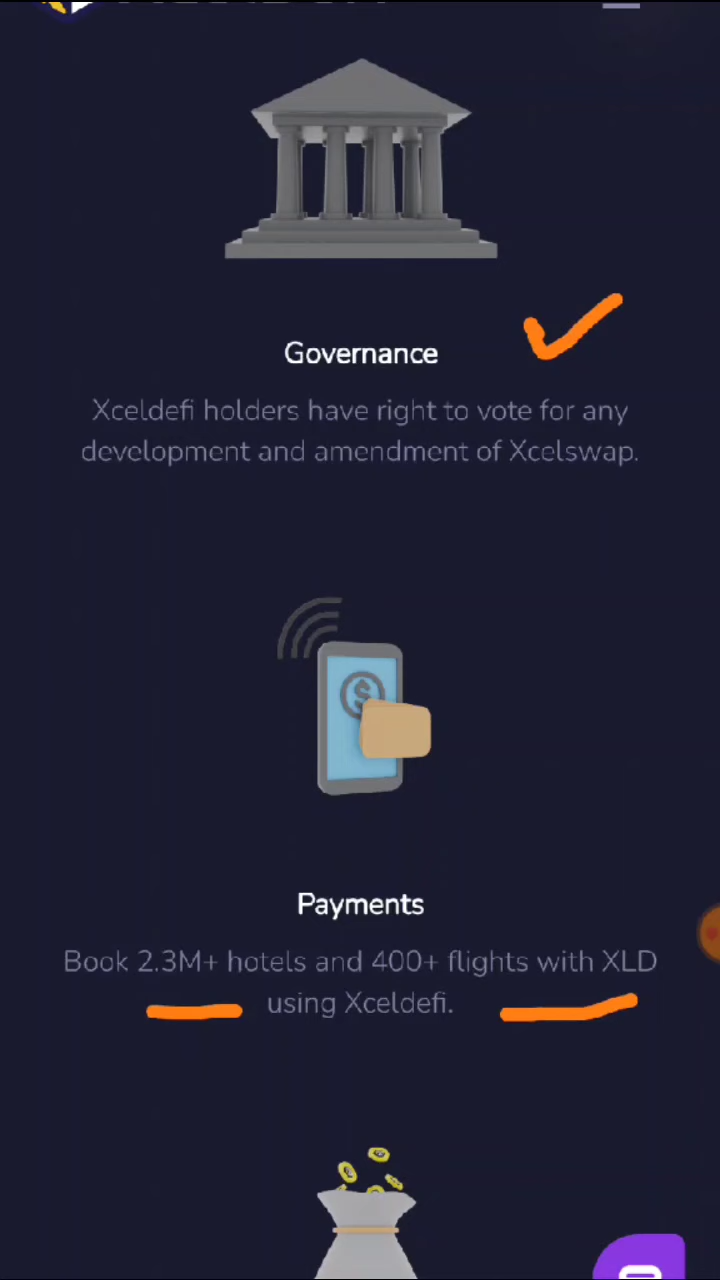 Governance
Xceldefi holders have right to vote for any
development and amendment of Xcelswap.
Payments
Book 2.3M+ hotels and 400+ flights with XLD
using Xceldefi.